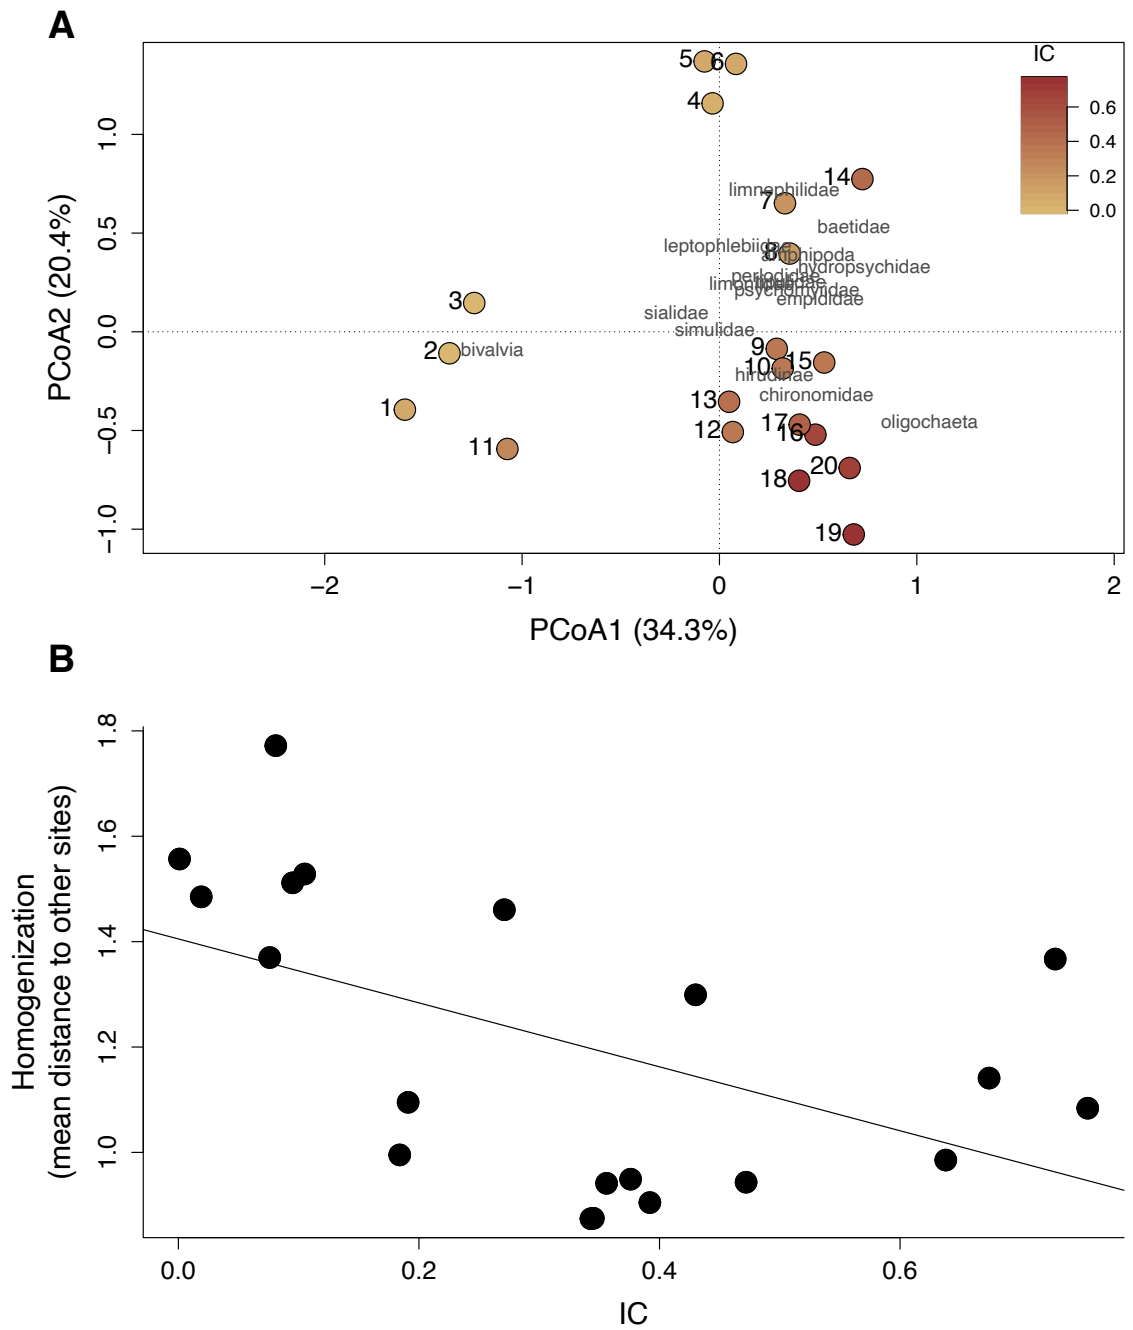 A
IC
5 6
4
1.0
0.6
0.4
0.2
0.0
14
limnephilidae
7
0.5
baetidae
leptophlebiidae
8
amphipoda
hydropsychidae
perlodidae
psychomyiidae
empididae
3
sialidae
0.0
simulidae
2
bivalvia
9
10
15
hirudinae
chironomidae
1
13
−0.5
12
17
16
oligochaeta
11
20
18
−1.0
19
PCoA2 (20.4%)
−2 −1 0 1 2
PCoA1 (34.3%)
B
1.8
1.6
1.4
1.2
1.0
Homogenization
(mean distance to other sites)
0.0 0.2 0.4 0.6
IC